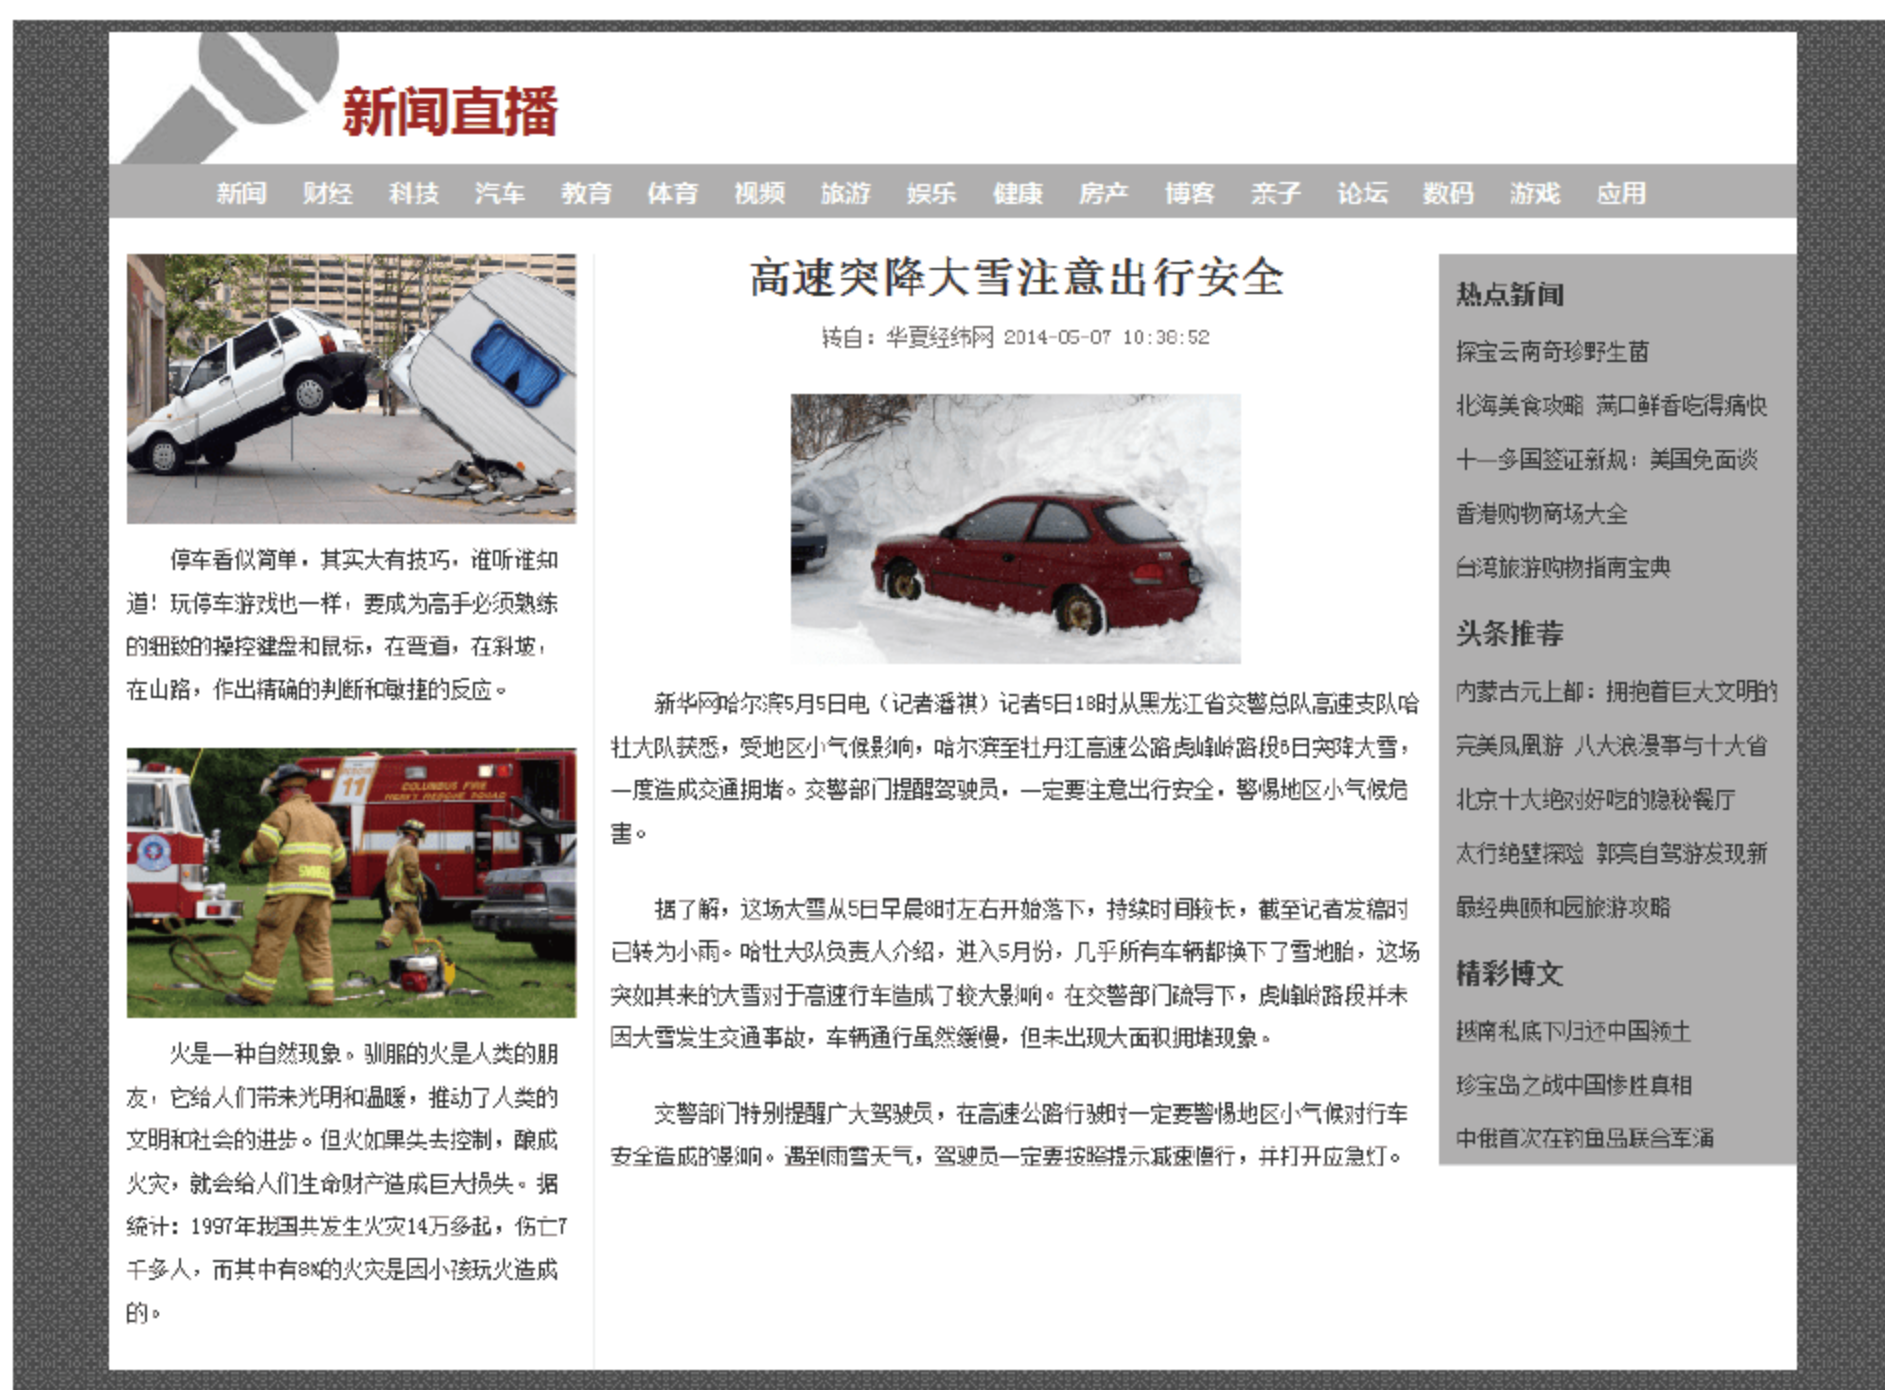 新闻直播
新闻 财经 科技 汽车 教育 体育 视频 旅游 娱乐 健康 房产 博客 亲子 论坛 数码 游戏 应用
停车看似简单，其实大有技巧，谁听谁知
道！玩停车游戏也一样，要成为高手必须熟练
的细致的操控键盘和鼠标，在弯道，在斜坡，
在山路，作出精确的判断和敏捷的反应。
11
COLUMBUS FIRE
HEAVY RESCUE SQUAD
火是一种自然现象。驯服的火是人类的朋
友，它给人们带来光明和温暖，推动了人类的
文明和社会的进步。但火如果失去控制，酿成
火灾，就会给人们生命财产造成巨大损失。据
统计：1997年我国共发生火灾14万多起，伤亡7
千多人，而其中有8%的火灾是因小孩玩火造成
的。
高速突降大雪注意出行安全
转自：华夏经纬网 2014-05-07 10:38:52
新华网哈尔滨5月5日电（记者潘祺）记者5日18时从黑龙江省交警总队高速支队哈
牡大队获悉，受地区小气候影响，哈尔滨至牡丹江高速公路虎峰岭路段5日突降大雪，
一度造成交通拥堵。交警部门提醒驾驶员，一定要注意出行安全，警惕地区小气候危
害。
据了解，这场大雪从5日早晨8时左右开始落下，持续时间较长，截至记者发稿时
已转为小雨。哈牡大队负责人介绍，进入5月份，几乎所有车辆都换下了雪地胎，这场
突如其来的大雪对于高速行车造成了较大影响。在交警部门疏导下，虎峰岭路段并未
因大雪发生交通事故，车辆通行虽然缓慢，但未出现大面积拥堵现象。
交警部门特别提醒广大驾驶员，在高速公路行驶时一定要警惕地区小气候对行车
安全造成的影响。遇到雨雪天气，驾驶员一定要按照提示减速慢行，并打开应急灯。
热点新闻
探宝云南奇珍野生菌
北海美食攻略 满口鲜香吃得痛快
十一多国签证新规：美国免面谈
香港购物商场大全
台湾旅游购物指南宝典
头条推荐
内蒙古元上都：拥抱着巨大文明的
完美凤凰游 八大浪漫事与十大省
北京十大绝对好吃的隐秘餐厅
太行绝壁探险 郭亮自驾游发现新
最经典颐和园旅游攻略
精彩博文
越南私底下归还中国领土
珍宝岛之战中国惨胜真相
中俄首次在钓鱼岛联合军演